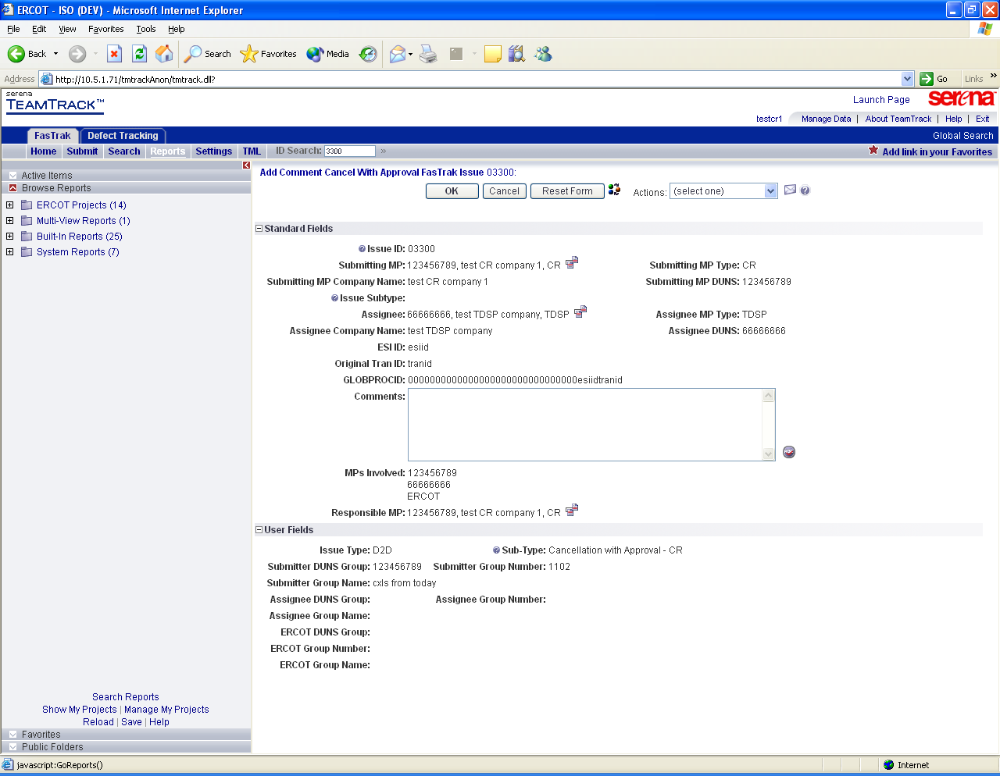 ERCOT - ISO (DEV) - Microsoft Internet Explorer
File Edit View Favorites Tools Help
Back Search Favorites Media
Address http://10.5.1.71/tmtrackAnon/tmtrack.dll? Go Links »
serena
TEAMTRACK™
Launch Page serena
testcr1 Manage Data | About TeamTrack | Help | Exit
FasTrak Defect Tracking Global Search
Home Submit Search Reports Settings TML ID Search: 3300 » Add link in your Favorites
Active Items
Browse Reports
ERCOT Projects (14)
Multi-View Reports (1)
Built-In Reports (25)
System Reports (7)
Search Reports
Show My Projects | Manage My Projects
Reload | Save | Help
Favorites
Public Folders
Add Comment Cancel With Approval FasTrak Issue 03300:
OK Cancel Reset Form Actions: (select one)
Standard Fields
Issue ID: 03300
Submitting MP: 123456789, test CR company 1, CR Submitting MP Type: CR
Submitting MP Company Name: test CR company 1 Submitting MP DUNS: 123456789
Issue Subtype:
Assignee: 66666666, test TDSP company, TDSP Assignee MP Type: TDSP
Assignee Company Name: test TDSP company Assignee DUNS: 66666666
ESI ID: esiid
Original Tran ID: tranid
GLOBPROCID: 0000000000000000000000000000000esiidtranid
Comments:
ABC
MPs Involved: 123456789
66666666
ERCOT
Responsible MP: 123456789, test CR company 1, CR
User Fields
Issue Type: D2D Sub-Type: Cancellation with Approval - CR
Submitter DUNS Group: 123456789 Submitter Group Number: 1102
Submitter Group Name: cxls from today
Assignee DUNS Group: Assignee Group Number:
Assignee Group Name:
ERCOT DUNS Group:
ERCOT Group Number:
ERCOT Group Name:
javascript:GoReports() Internet